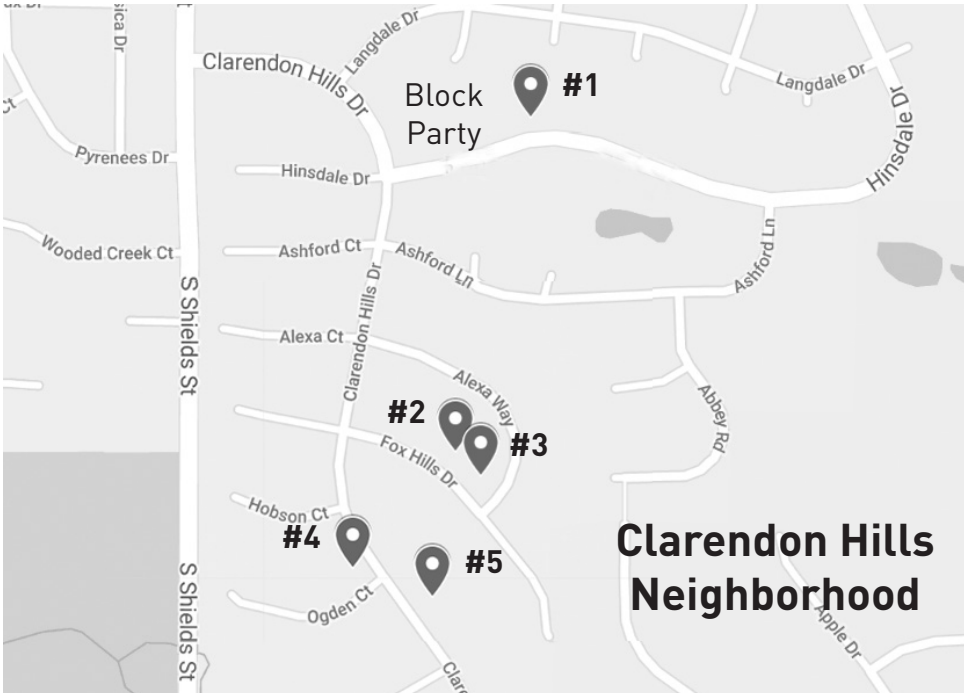 Langdale Dr
Clarendon Hills Dr
Block
Party
#1
Langdale Dr
Hinsdale Dr
Pyrenees Dr
Hinsdale Dr
Wooded Creek Ct
Ashford Ct
Ashford Ln
Ashford Ln
S Shields St
Clarendon Hills Dr
Alexa Ct
Alexa Way
#2
#3
Abbey Rd
Fox Hills Dr
Hobson Ct
#4
#5
Clarendon Hills
Neighborhood
S Shields St
Ogden Ct
Apple Dr